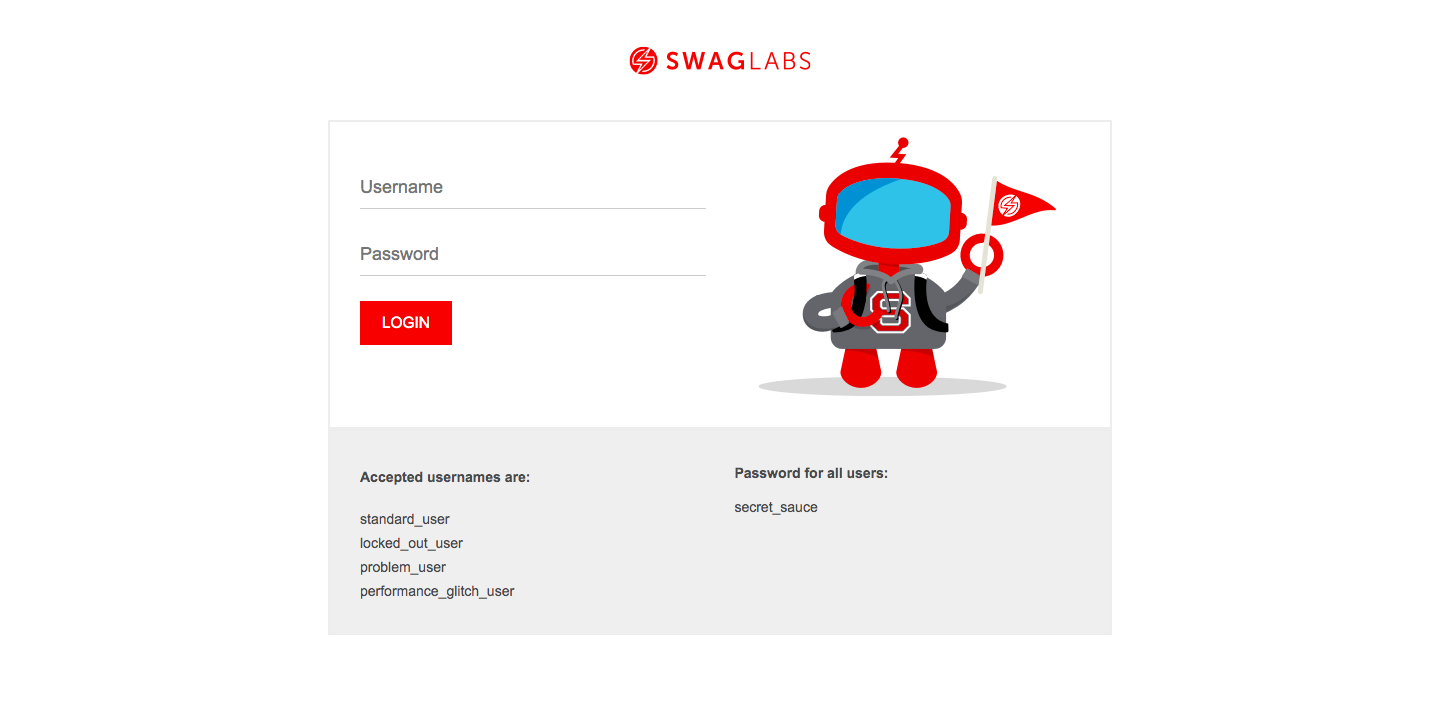 SWAGLABS
Username
Password
LOGIN
S
Accepted usernames are:
standard_user
locked_out_user
problem_user
performance_glitch_user
Password for all users:
secret_sauce